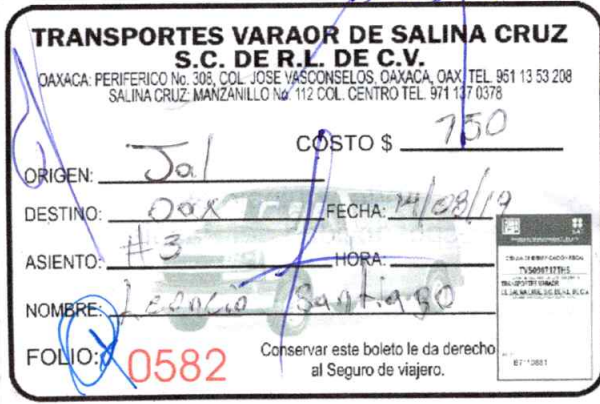 TRANSPORTES VARAOR DE SALINA CRUZ
S.C. DE R.L. DE C.V.
OAXACA: PERIFERICO No. 308, COL. JOSE VASCONSELOS, OAXACA, OAX, TEL. 951 13 53 208
SALINA CRUZ: MANZANILLO No. 112 COL. CENTRO TEL. 971 137 0378
COSTO $ 150
ORIGEN: Jal
DESTINO: Oax FECHA: 14/08/19
ASIENTO: #3 HORA:
NOMBRE: Leoncio Santiago
FOLIO: 0582
Conservar este boleto le da derecho
al Seguro de viajero.